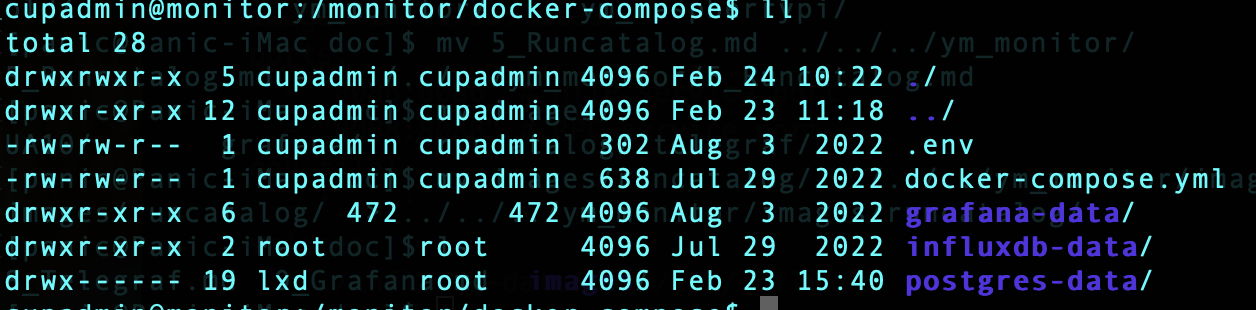 cupadmin@monitor:/monitor/docker-compose$ ll
total 28
drwxrwxr-x  5 cupadmin cupadmin 4096 Feb 24 10:22 ./
drwxr-xr-x 12 cupadmin cupadmin 4096 Feb 23 11:18 ../
-rw-rw-r--  1 cupadmin cupadmin  302 Aug  3  2022 .env
-rw-rw-r--  1 cupadmin cupadmin  638 Jul 29  2022 docker-compose.yml
drwxr-xr-x  6      472      472 4096 Aug  3  2022 grafana-data/
drwxr-xr-x  2 root     root     4096 Jul 29  2022 influxdb-data/
drwx------ 19 lxd      root     4096 Feb 23 15:40 postgres-data/
cupadmin@monitor:/monitor/docker-compose$